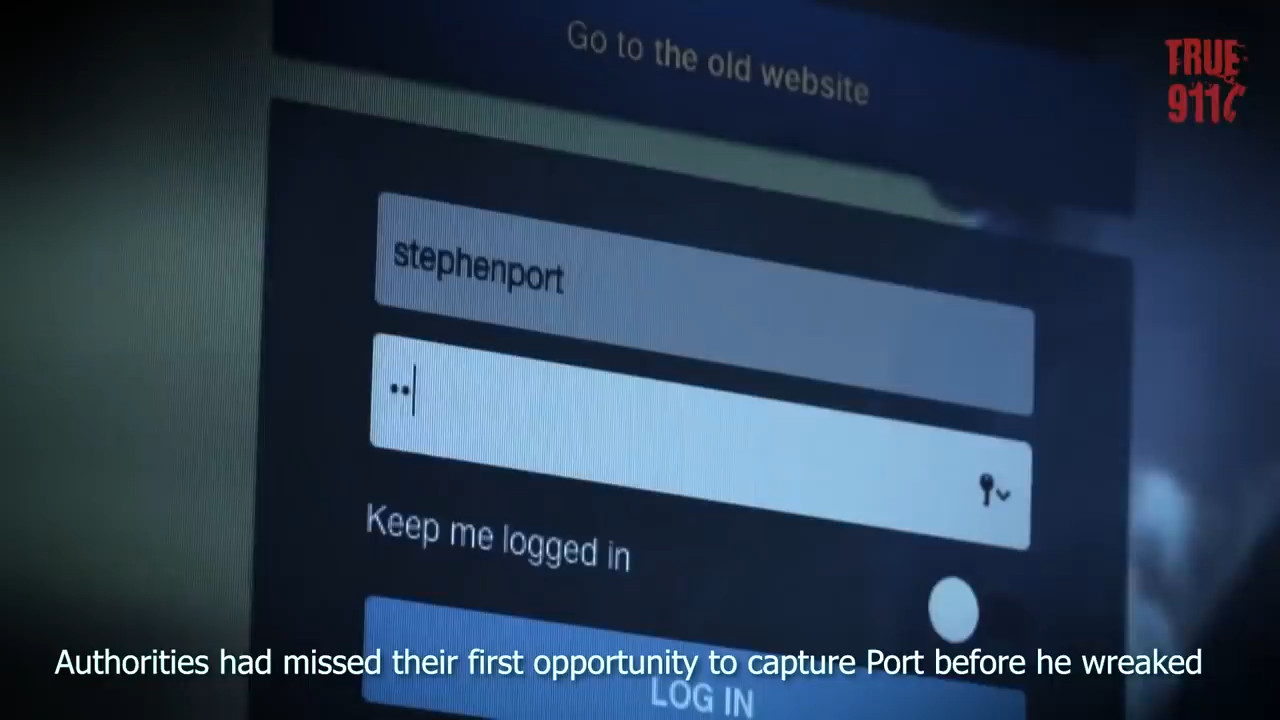 Go to the old website
TRUE
911
stephenport
Keep me logged in
LOG IN
Authorities had missed their first opportunity to capture Port before he wreaked